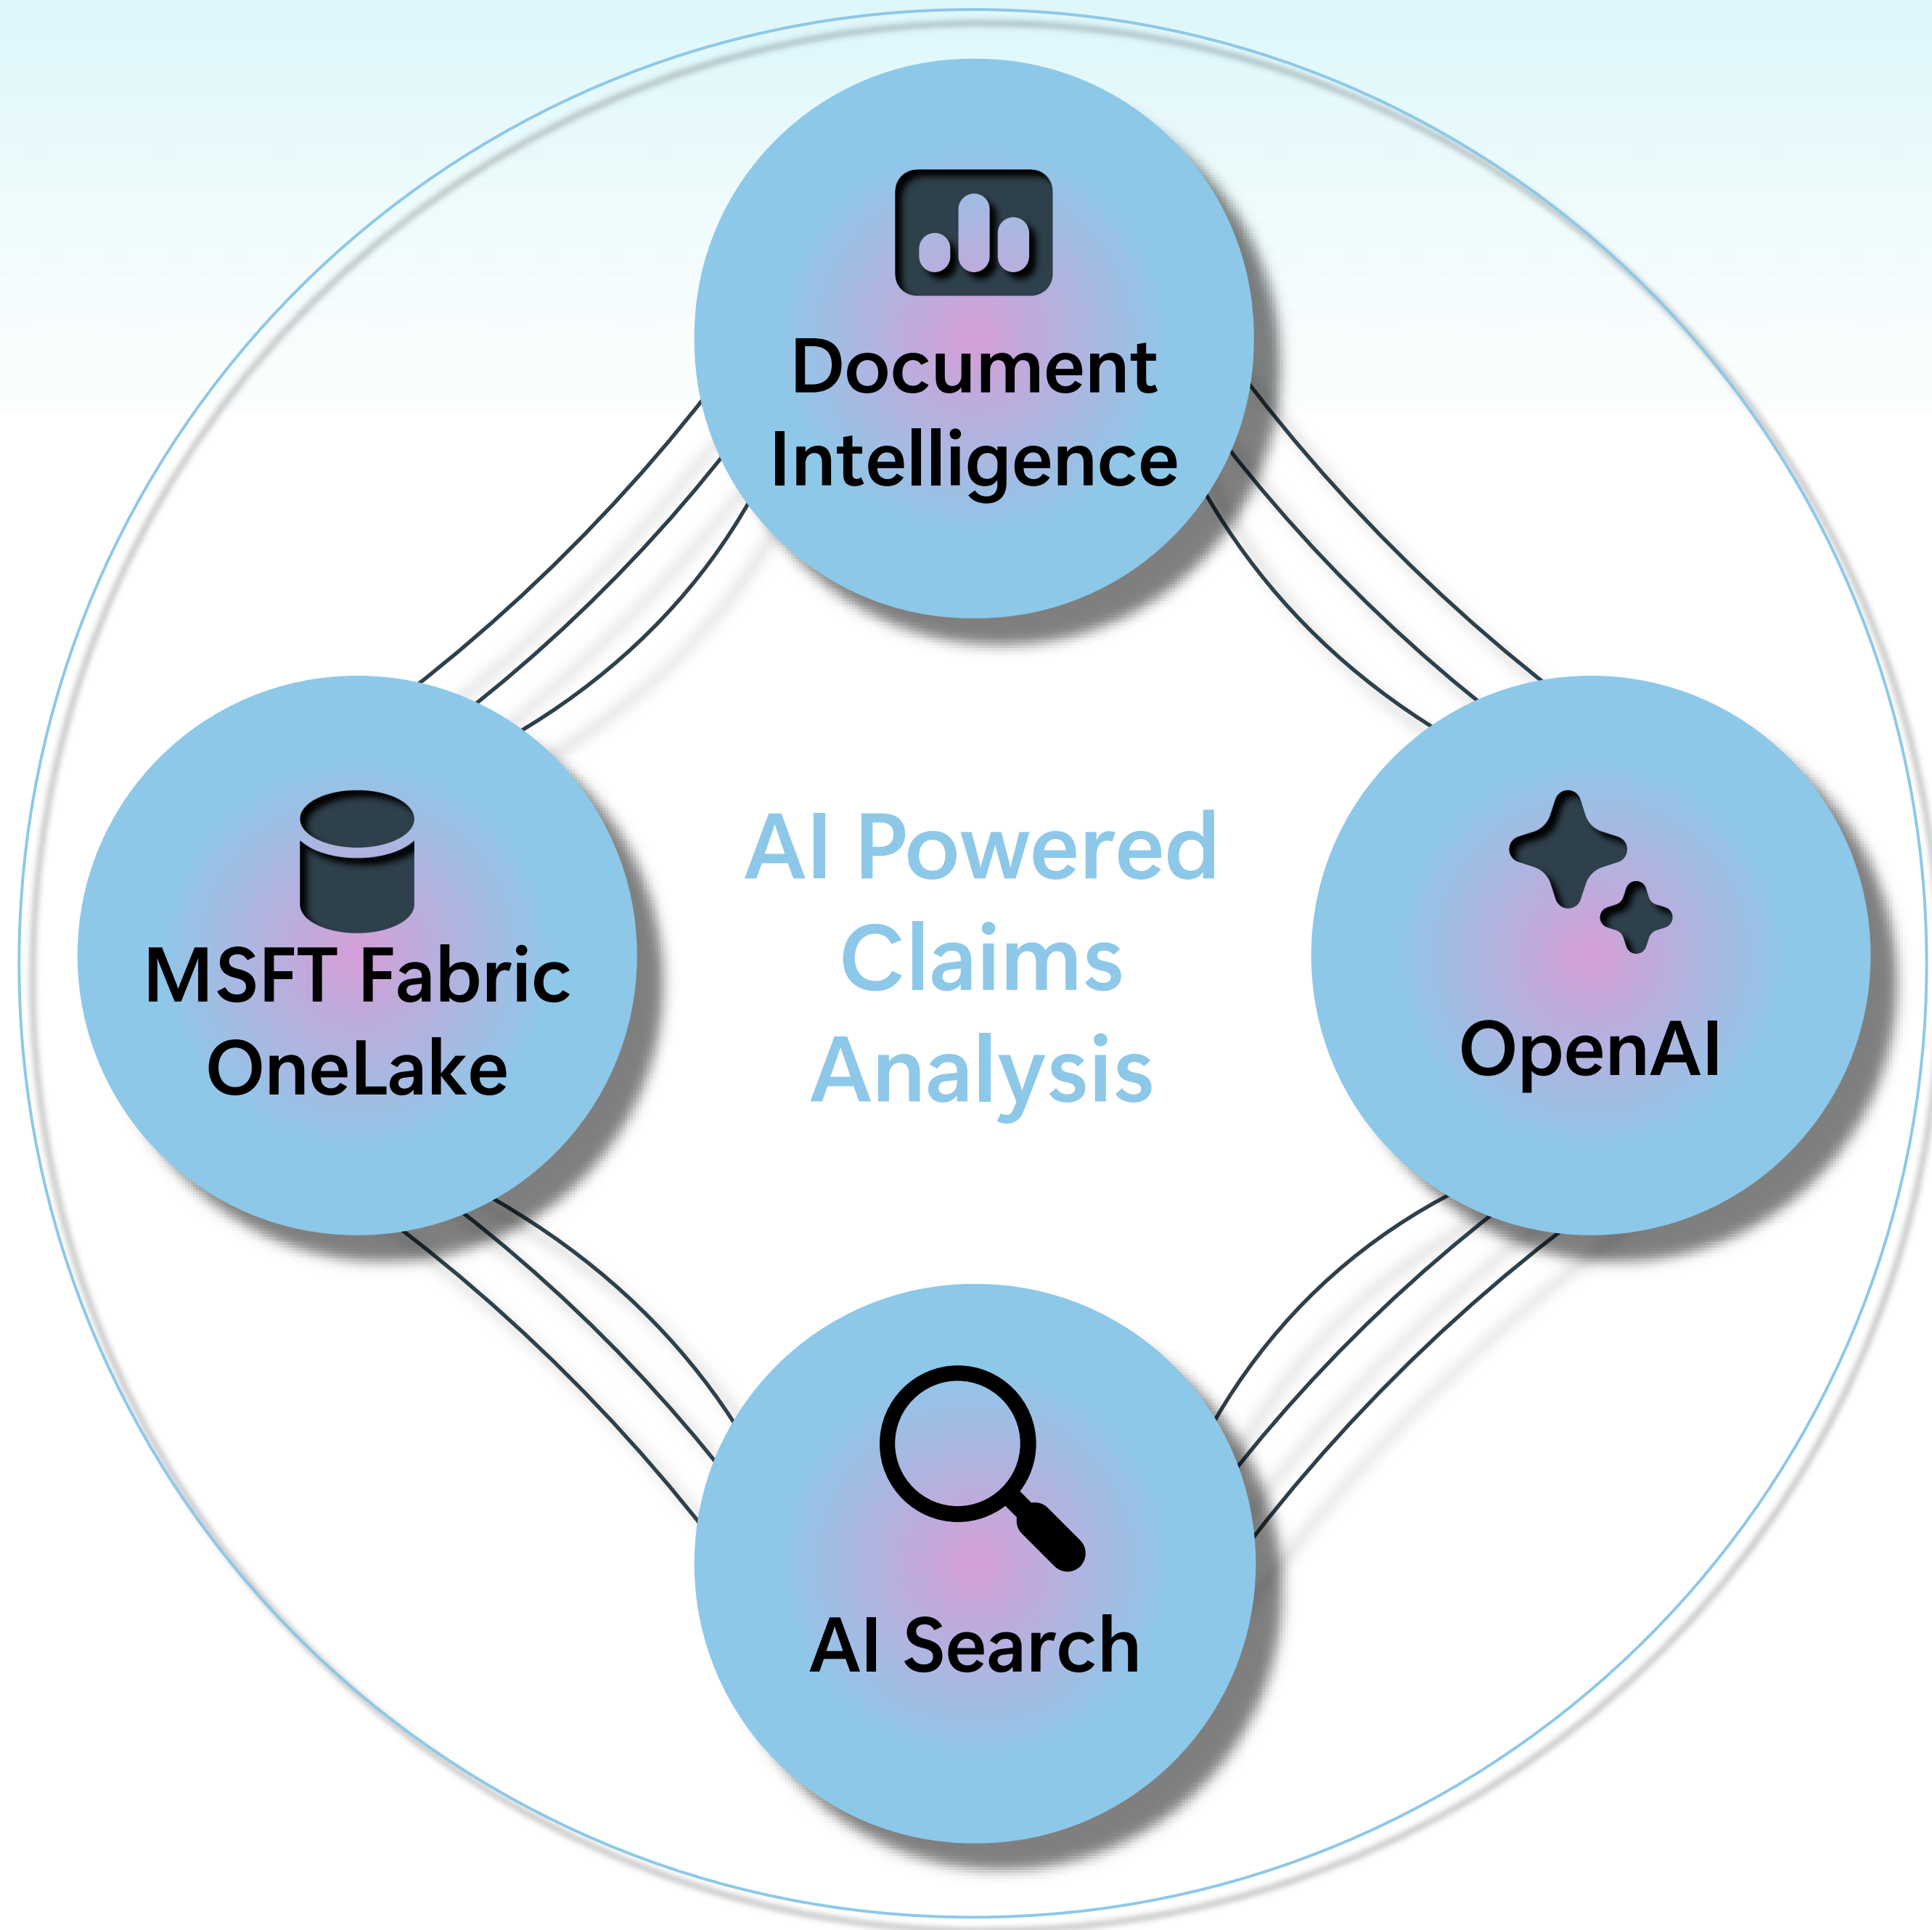 Document
Intelligence
MSFT Fabric
OneLake
AI Powered
Claims
Analysis
OpenAI
AI Search